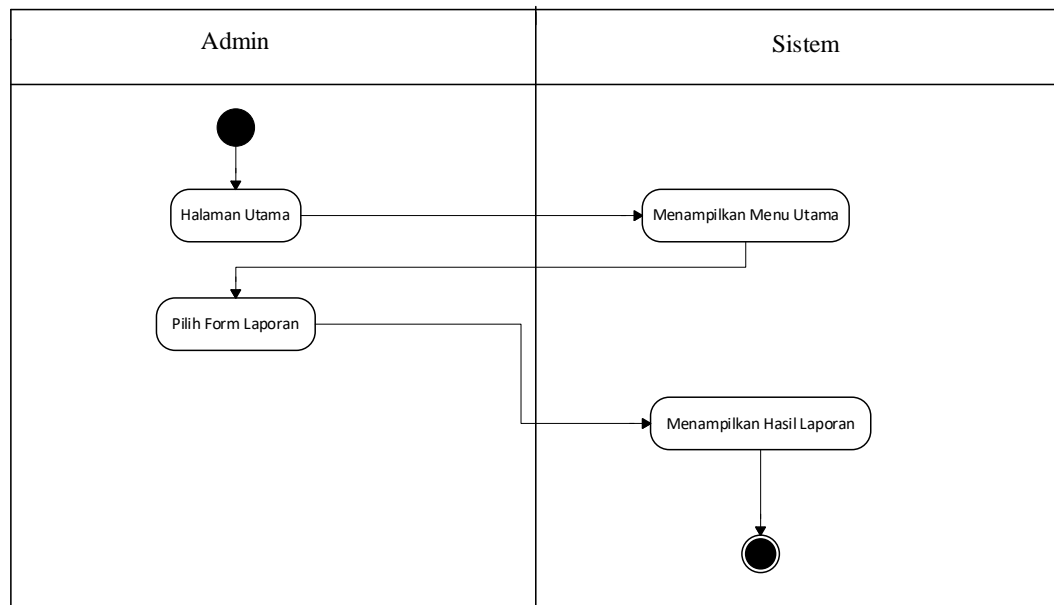 Admin
Sistem
Halaman Utama
Menampilkan Menu Utama
Pilih Form Laporan
Menampilkan Hasil Laporan